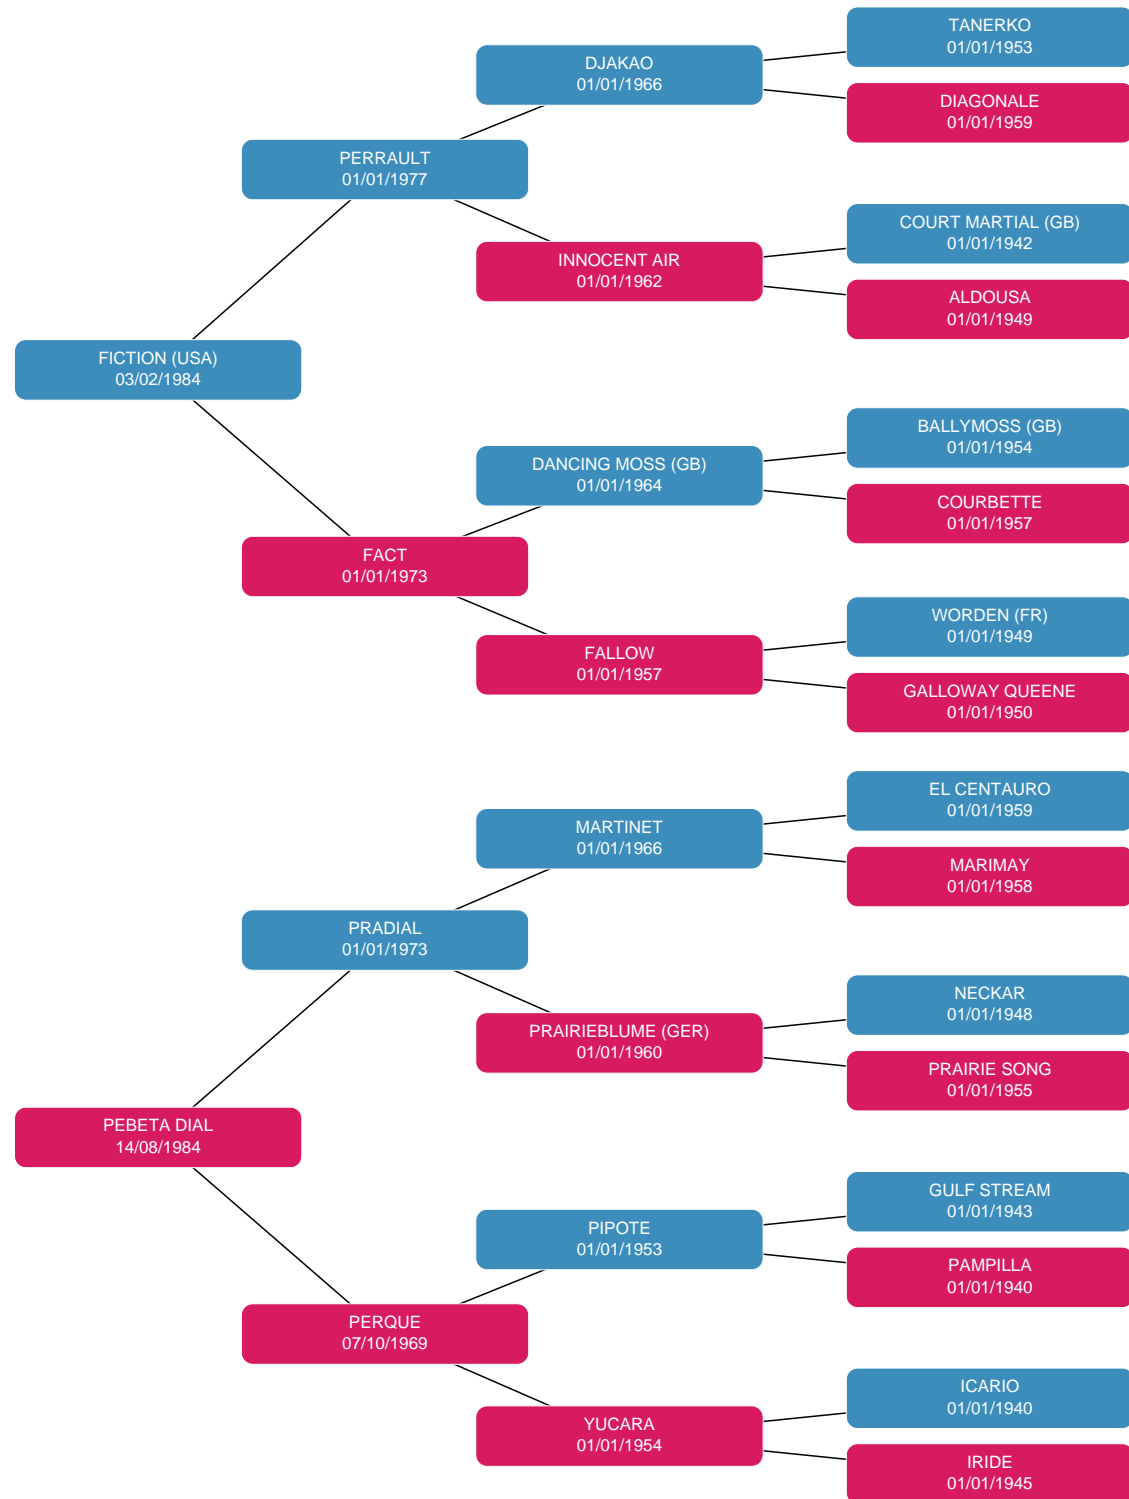 TANERKO
01/01/1953
DJAKAO
01/01/1966
DIAGONALE
01/01/1959
PERRAULT
01/01/1977
COURT MARTIAL (GB)
01/01/1942
INNOCENT AIR
01/01/1962
ALDOUSA
01/01/1949
FICTION (USA)
03/02/1984
BALLYMOSS (GB)
01/01/1954
DANCING MOSS (GB)
01/01/1964
COURBETTE
01/01/1957
FACT
01/01/1973
WORDEN (FR)
01/01/1949
FALLOW
01/01/1957
GALLOWAY QUEENE
01/01/1950
EL CENTAURO
01/01/1959
MARTINET
01/01/1966
MARIMAY
01/01/1958
PRADIAL
01/01/1973
NECKAR
01/01/1948
PRAIRIEBLUME (GER)
01/01/1960
PRAIRIE SONG
01/01/1955
PEBETA DIAL
14/08/1984
GULF STREAM
01/01/1943
PIPOTE
01/01/1953
PAMPILLA
01/01/1940
PERQUE
07/10/1969
ICARIO
01/01/1940
YUCARA
01/01/1954
IRIDE
01/01/1945